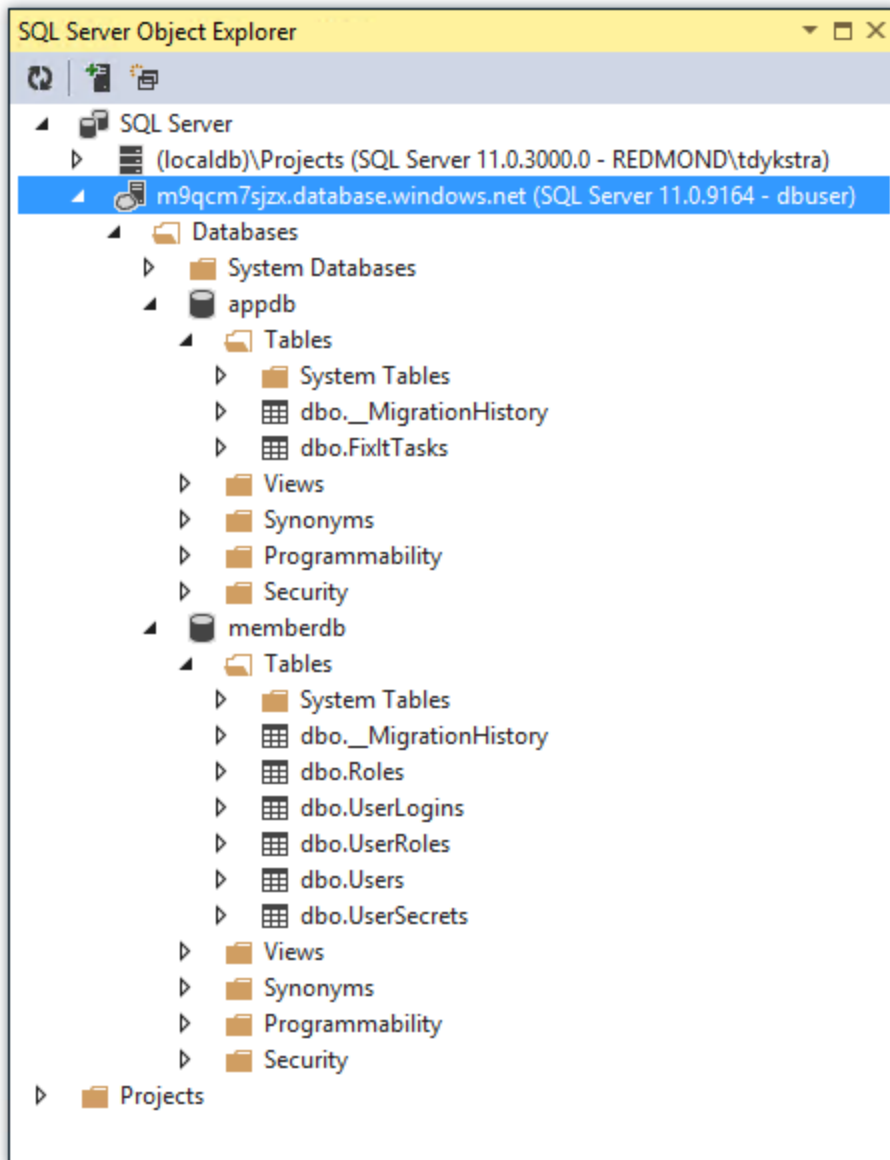 SQL Server Object Explorer
SQL Server
(localdb)\Projects (SQL Server 11.0.3000.0 - REDMOND\tdykstra)
m9qcm7sjzx.database.windows.net (SQL Server 11.0.9164 - dbuser)
Databases
System Databases
appdb
Tables
System Tables
dbo.__MigrationHistory
dbo.FixItTasks
Views
Synonyms
Programmability
Security
memberdb
Tables
System Tables
dbo.__MigrationHistory
dbo.Roles
dbo.UserLogins
dbo.UserRoles
dbo.Users
dbo.UserSecrets
Views
Synonyms
Programmability
Security
Projects